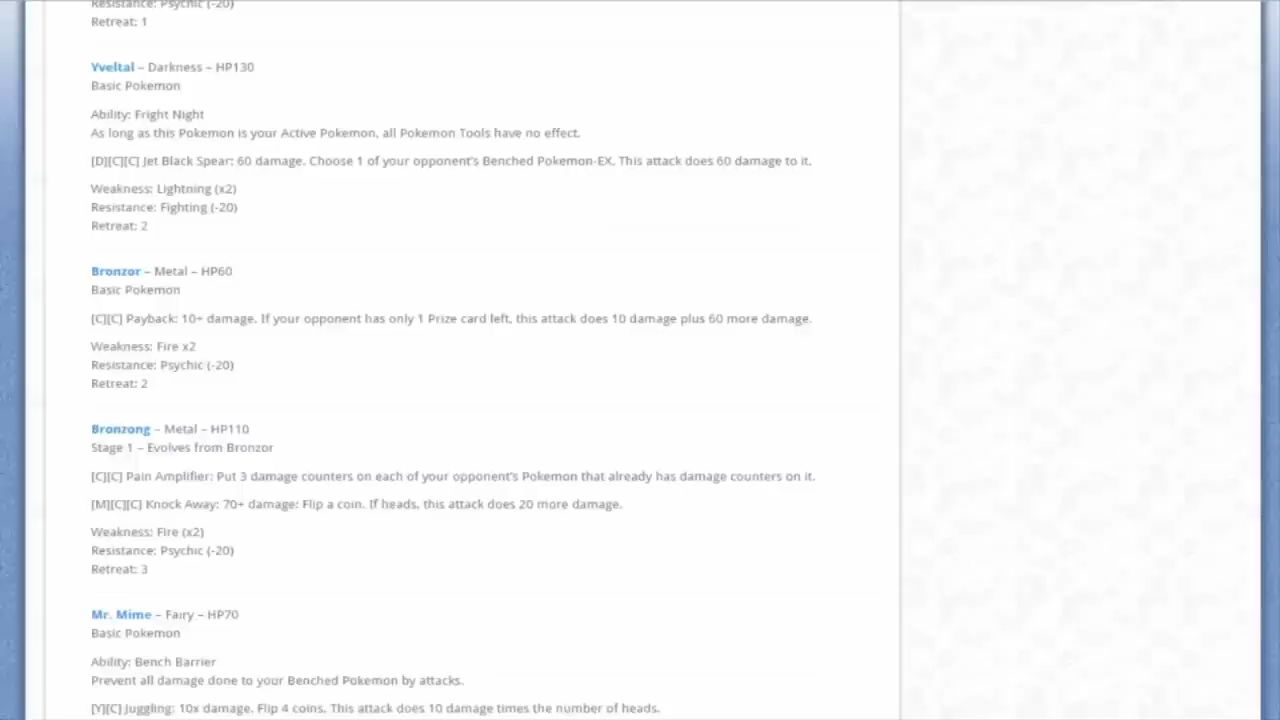 Resistance: Psychic (-20)
Retreat: 1
Yveltal – Darkness – HP130
Basic Pokemon
Ability: Fright Night
As long as this Pokemon is your Active Pokemon, all Pokemon Tools have no effect.
[D][C][C] Jet Black Spear: 60 damage. Choose 1 of your opponent's Benched Pokemon-EX. This attack does 60 damage to it.
Weakness: Lightning (x2)
Resistance: Fighting (-20)
Retreat: 2
Bronzor – Metal – HP60
Basic Pokemon
[C][C] Payback: 10+ damage. If your opponent has only 1 Prize card left, this attack does 10 damage plus 60 more damage.
Weakness: Fire x2
Resistance: Psychic (-20)
Retreat: 2
Bronzong – Metal – HP110
Stage 1 – Evolves from Bronzor
[C][C] Pain Amplifier: Put 3 damage counters on each of your opponent's Pokemon that already has damage counters on it.
[M][C][C] Knock Away: 70+ damage: Flip a coin. If heads, this attack does 20 more damage.
Weakness: Fire (x2)
Resistance: Psychic (-20)
Retreat: 3
Mr. Mime – Fairy – HP70
Basic Pokemon
Ability: Bench Barrier
Prevent all damage done to your Benched Pokemon by attacks.
[Y][C] Juggling: 10x damage. Flip 4 coins. This attack does 10 damage times the number of heads.